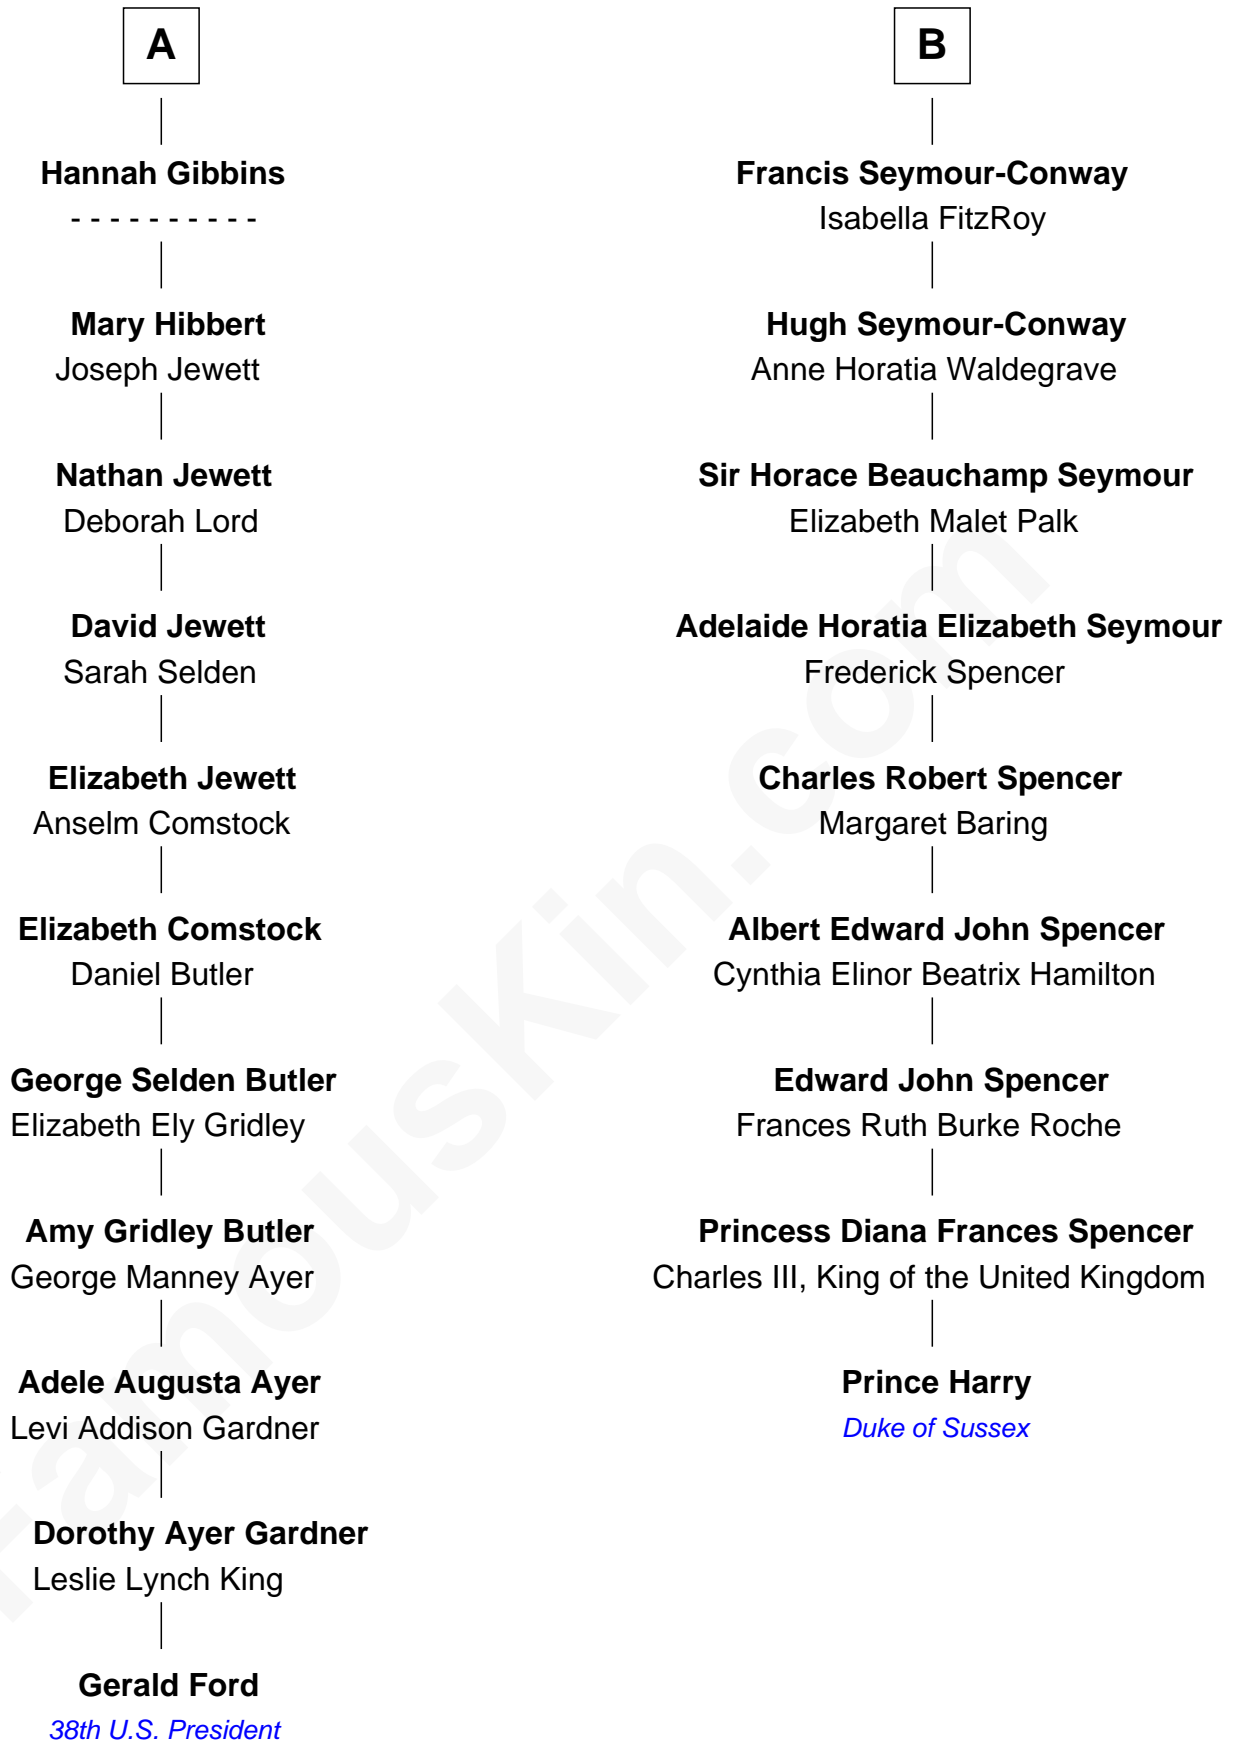 A
Hannah Gibbins
- - - - - - - - - -
Mary Hibbert
Joseph Jewett
Nathan Jewett
Deborah Lord
David Jewett
Sarah Selden
Elizabeth Jewett
Anselm Comstock
Elizabeth Comstock
Daniel Butler
George Selden Butler
Elizabeth Ely Gridley
Amy Gridley Butler
George Manney Ayer
Adele Augusta Ayer
Levi Addison Gardner
Dorothy Ayer Gardner
Leslie Lynch King
Gerald Ford
38th U.S. President
B
Francis Seymour-Conway
Isabella FitzRoy
Hugh Seymour-Conway
Anne Horatia Waldegrave
Sir Horace Beauchamp Seymour
Elizabeth Malet Palk
Adelaide Horatia Elizabeth Seymour
Frederick Spencer
Charles Robert Spencer
Margaret Baring
Albert Edward John Spencer
Cynthia Elinor Beatrix Hamilton
Edward John Spencer
Frances Ruth Burke Roche
Princess Diana Frances Spencer
Charles III, King of the United Kingdom
Prince Harry
Duke of Sussex
FamousKin.com